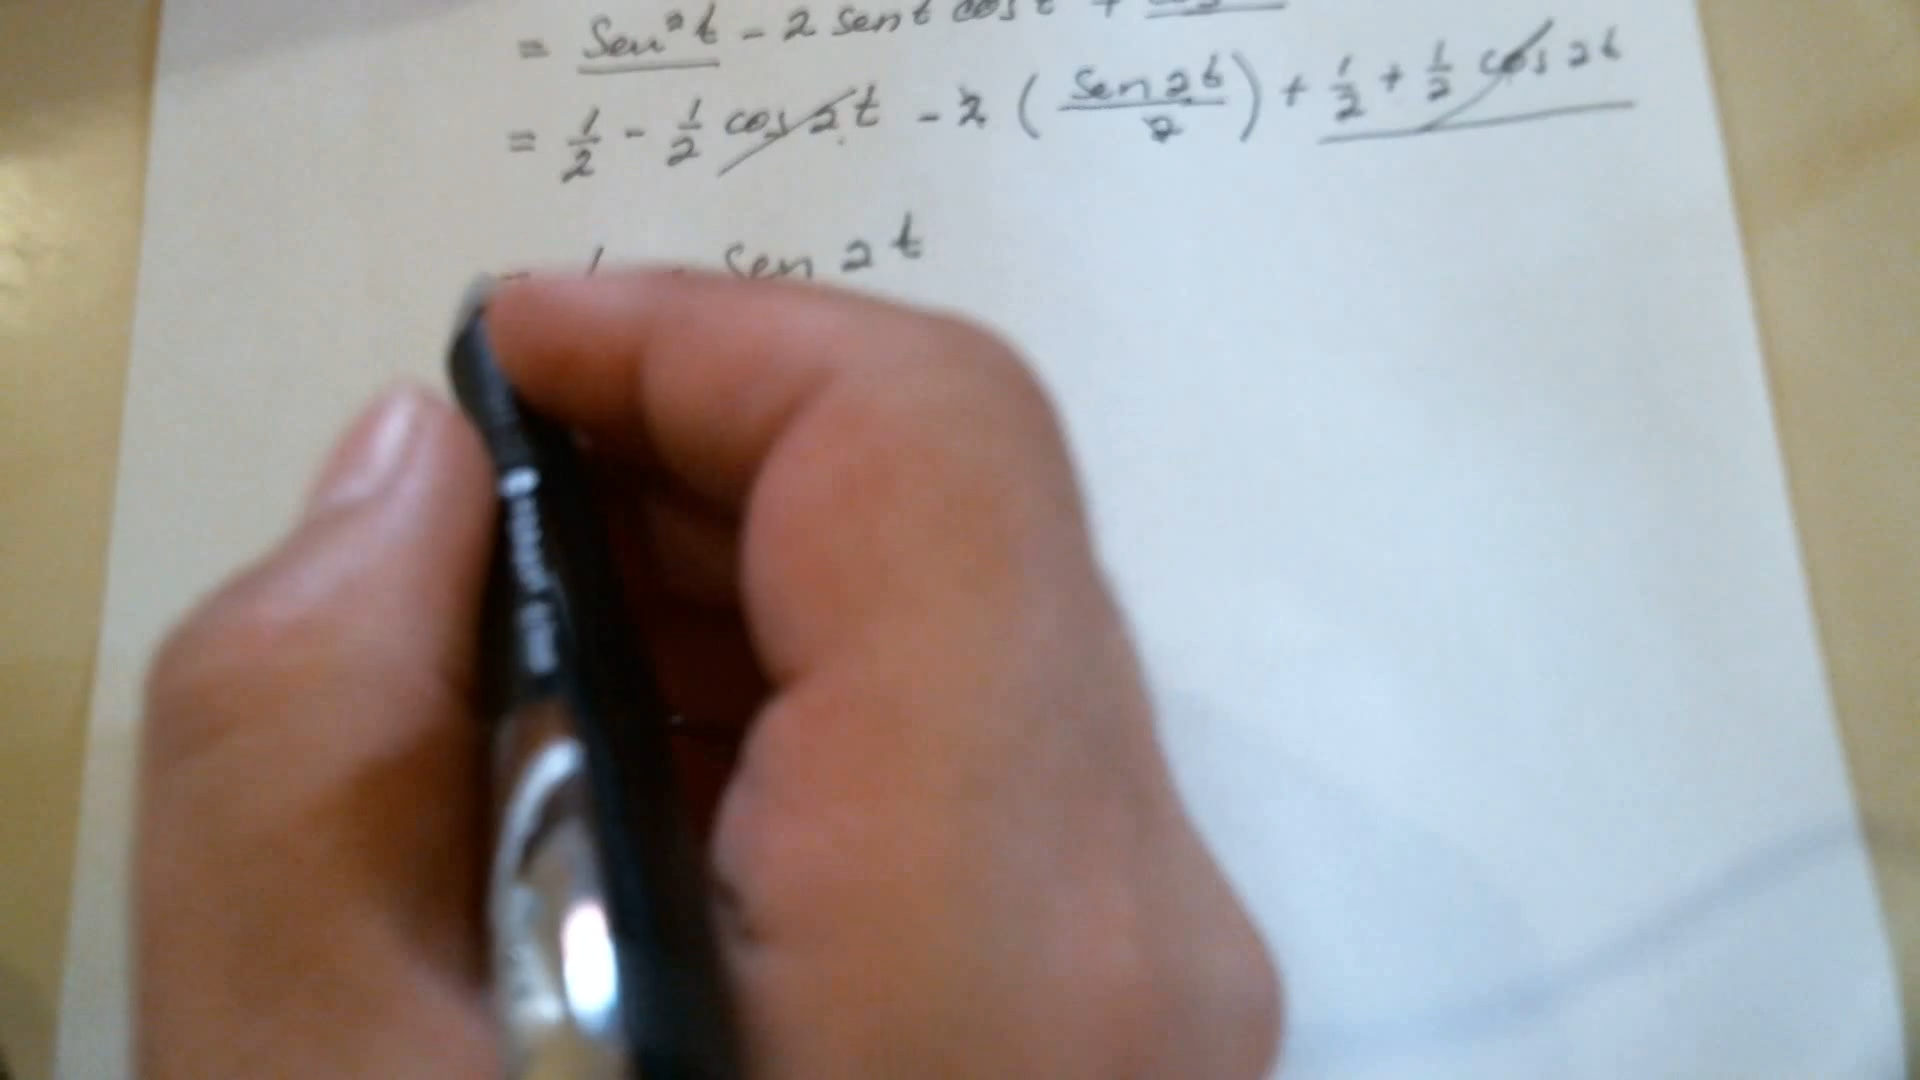 = Sen²t - 2 sent cost +
= 1/2 - 1/2 cos 2t - 2 ( Sen 2t / 2 ) + 1/2 + 1/2 cos 2t
= 1 - Sen 2t